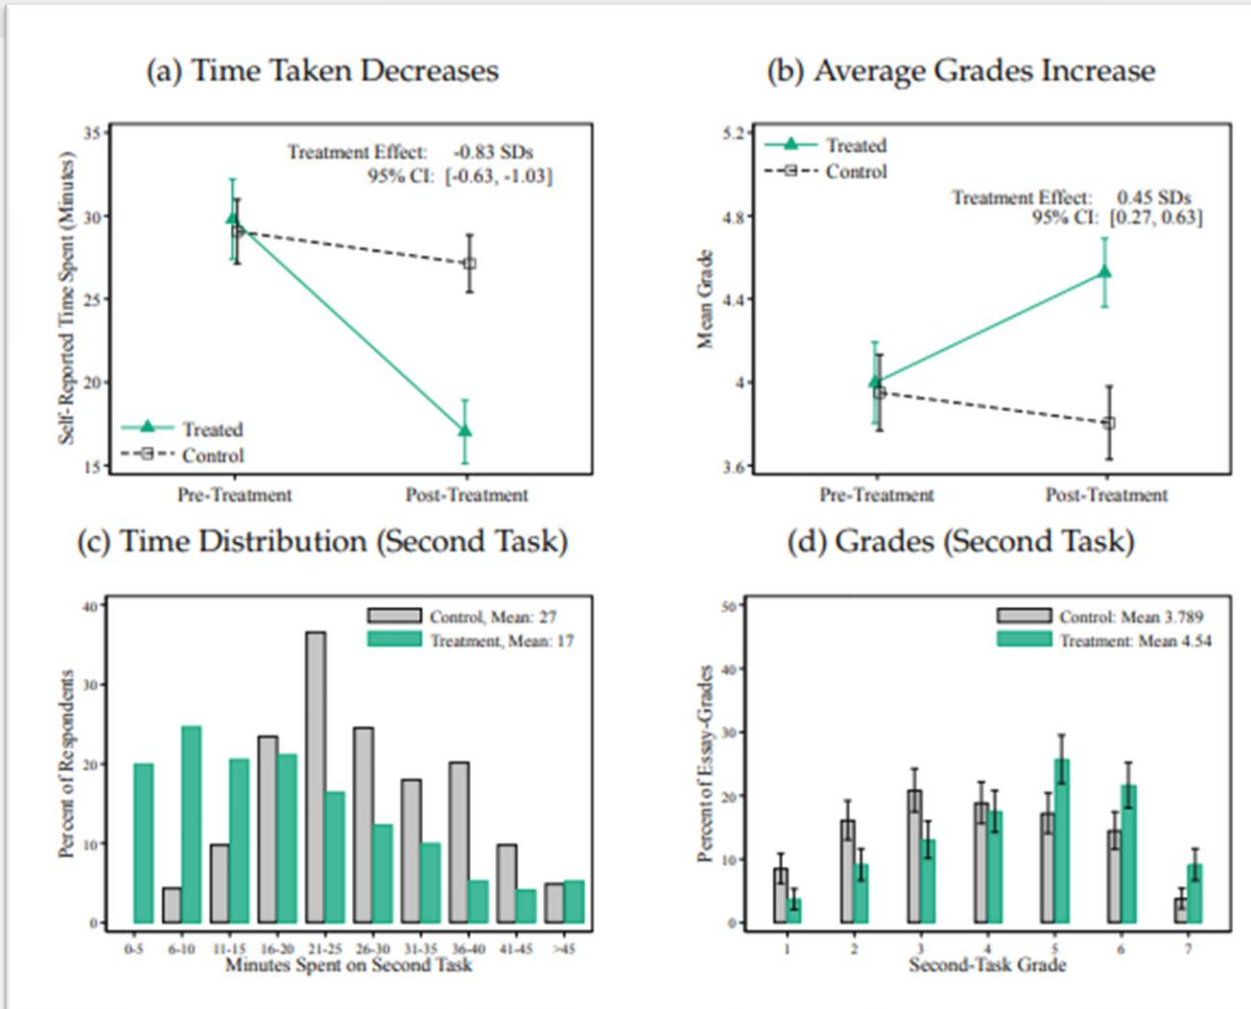 (a) Time Taken Decreases
35
30
25
20
15
Self-Reported Time Spent (Minutes)
Treatment Effect: -0.83 SDs
95% CI: [-0.63, -1.03]
Treated
Control
Pre-Treatment Post-Treatment
(b) Average Grades Increase
5.2
4.8
4.4
4
3.6
Mean Grade
Treated
Control
Treatment Effect: 0.45 SDs
95% CI: [0.27, 0.63]
Pre-Treatment Post-Treatment
(c) Time Distribution (Second Task)
40
30
20
10
0
Percent of Respondents
Control, Mean: 27
Treatment, Mean: 17
0-5 6-10 11-15 16-20 21-25 26-30 31-35 36-40 41-45 >45
Minutes Spent on Second Task
(d) Grades (Second Task)
50
40
30
20
10
0
Percent of Essay-Grades
Control: Mean 3.789
Treatment: Mean 4.54
1 2 3 4 5 6 7
Second-Task Grade